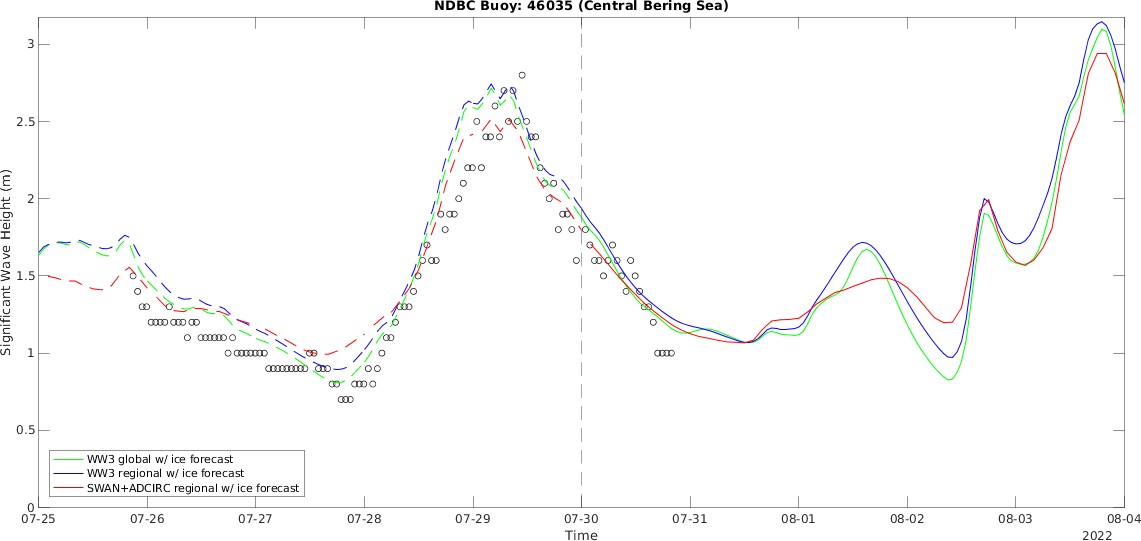 NDBC Buoy: 46035 (Central Bering Sea)
Significant Wave Height (m)
3
2.5
2
1.5
1
0.5
0
WW3 global w/ ice forecast
WW3 regional w/ ice forecast
SWAN+ADCIRC regional w/ ice forecast
07-25 07-26 07-27 07-28 07-29 07-30 07-31 08-01 08-02 08-03 08-04
Time
2022